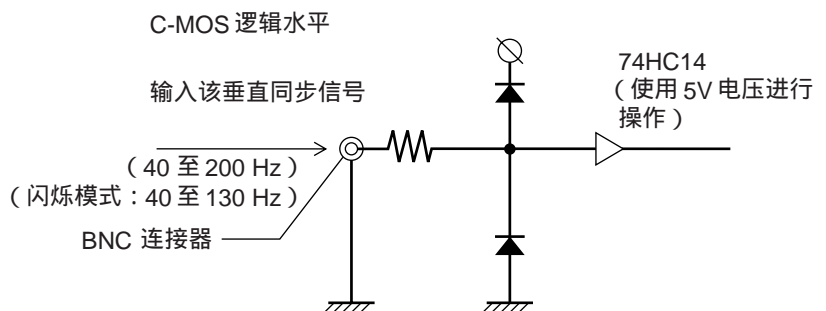 C-MOS 逻辑水平
输入该垂直同步信号
（40 至 200 Hz）
（闪烁模式：40 至 130 Hz）
BNC 连接器
74HC14
（使用 5V 电压进行
操作）